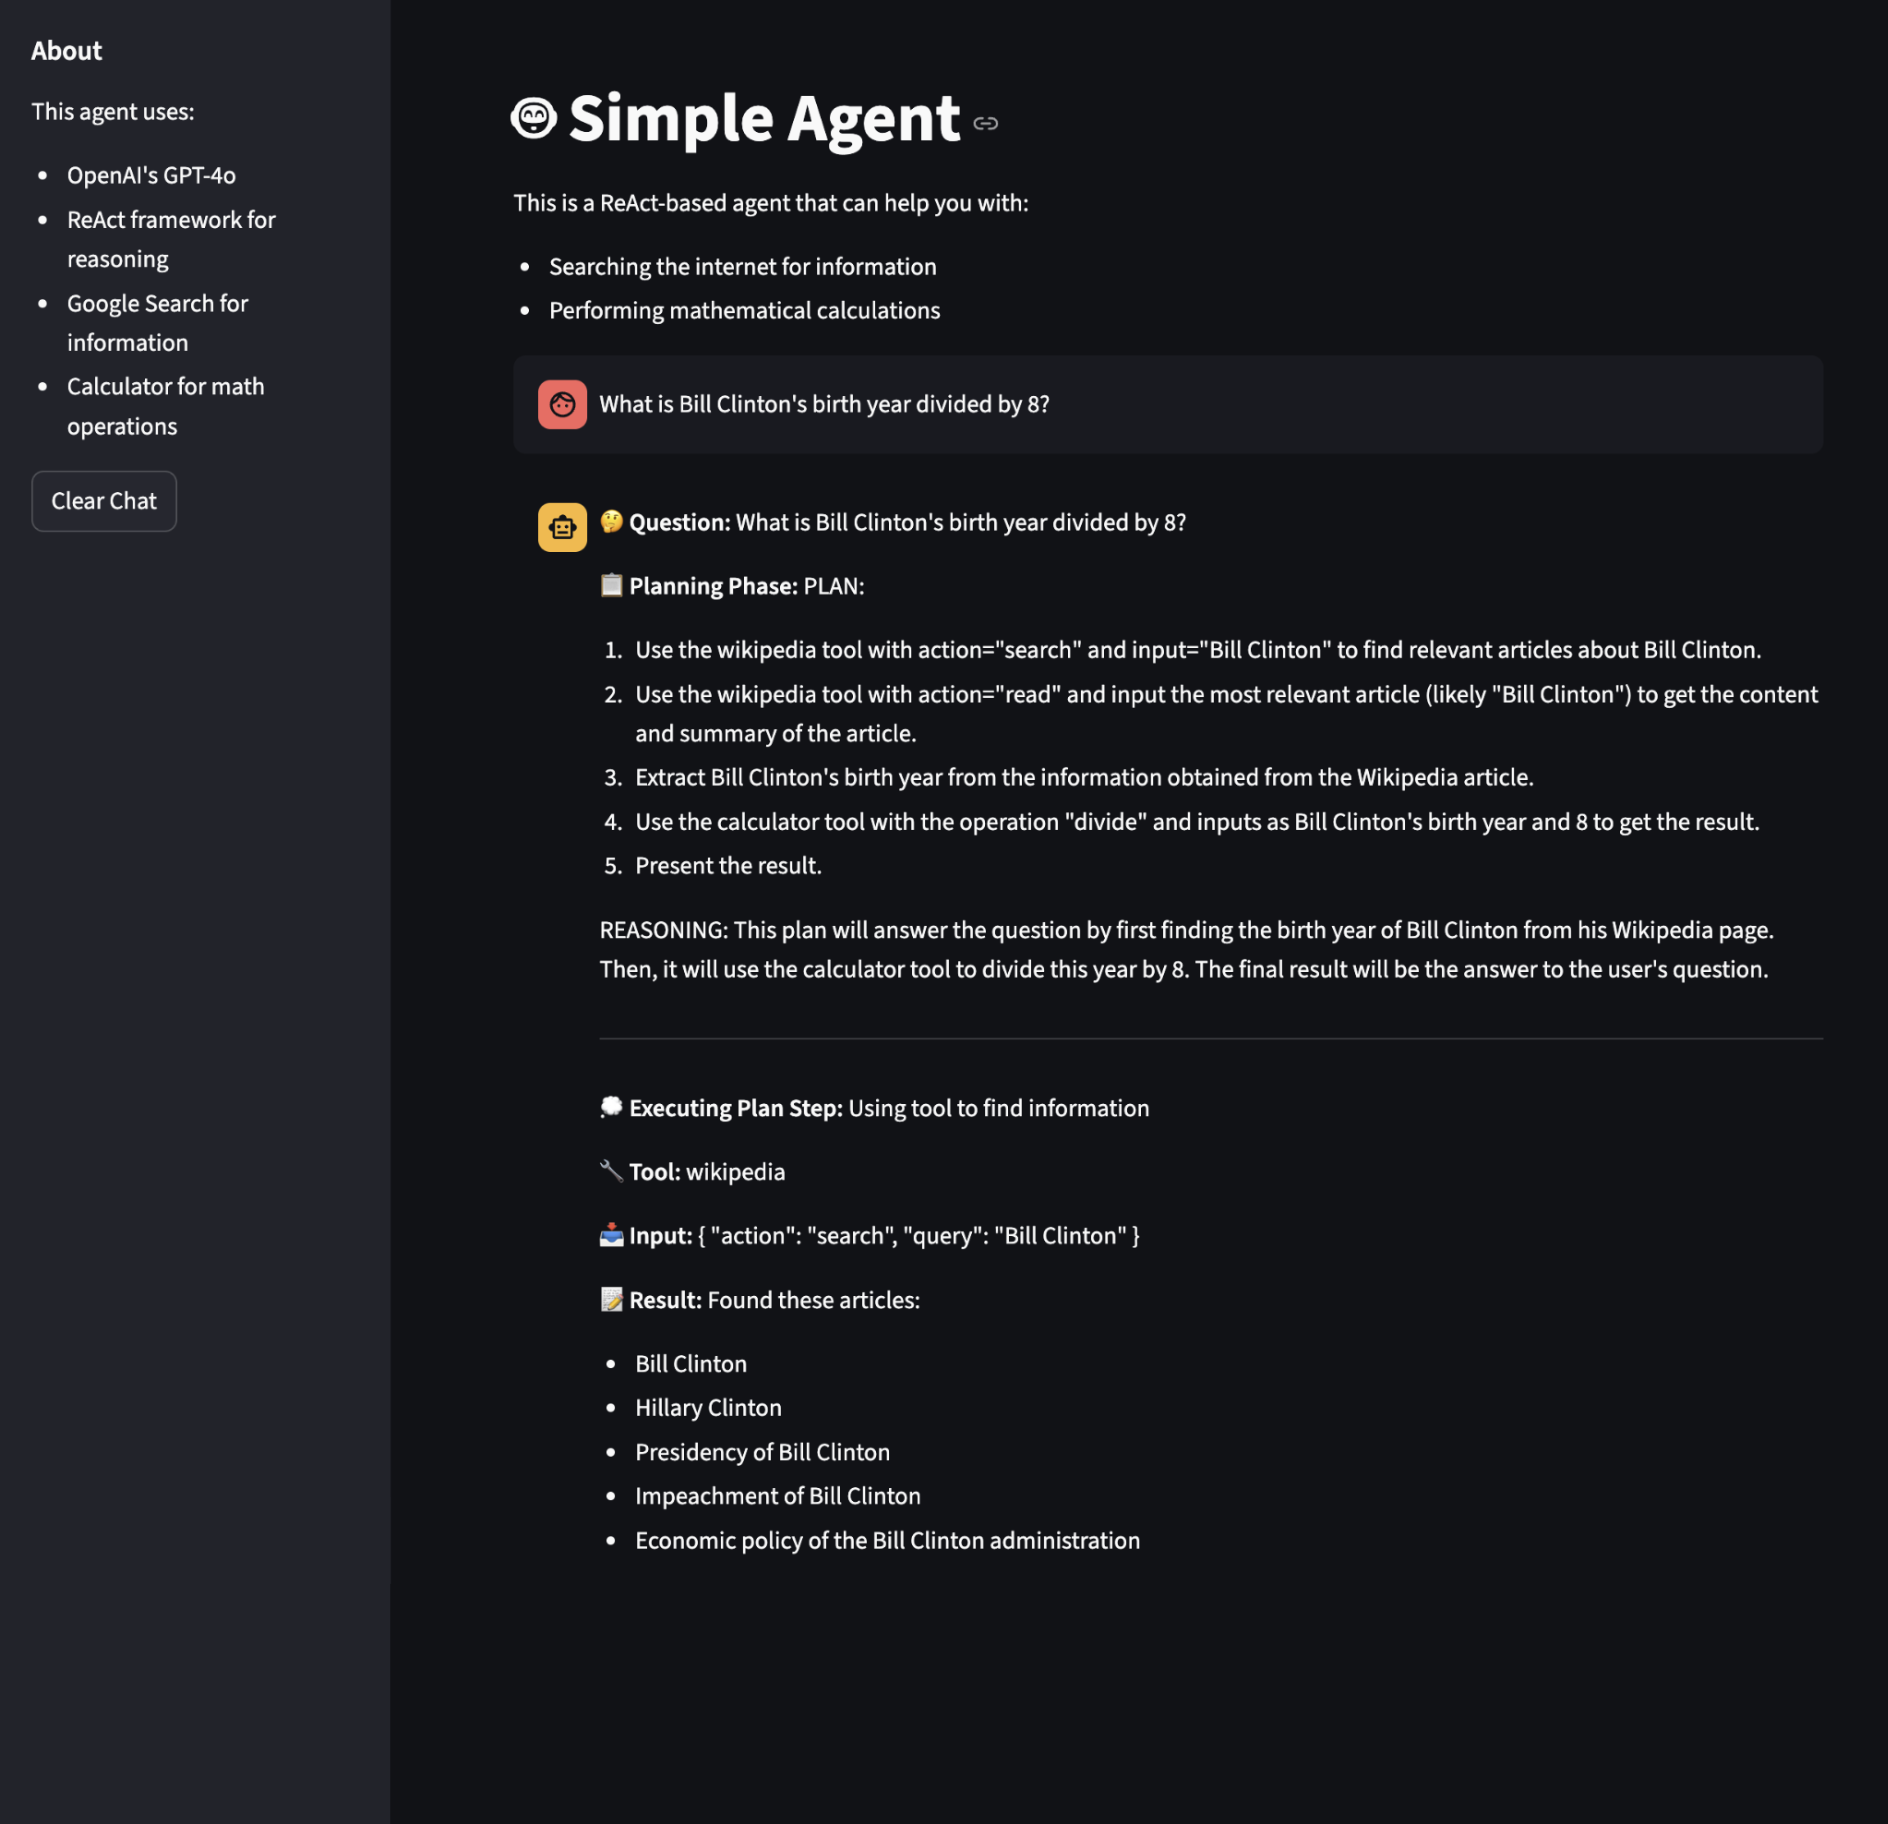 About
This agent uses:
OpenAI's GPT-4o
ReAct framework for
reasoning
Google Search for
information
Calculator for math
operations
Clear Chat
Simple Agent
This is a ReAct-based agent that can help you with:
Searching the internet for information
Performing mathematical calculations
What is Bill Clinton's birth year divided by 8?
Question: What is Bill Clinton's birth year divided by 8?
Planning Phase: PLAN:
1. Use the wikipedia tool with action="search" and input="Bill Clinton" to find relevant articles about Bill Clinton.
2. Use the wikipedia tool with action="read" and input the most relevant article (likely "Bill Clinton") to get the content
and summary of the article.
3. Extract Bill Clinton's birth year from the information obtained from the Wikipedia article.
4. Use the calculator tool with the operation "divide" and inputs as Bill Clinton's birth year and 8 to get the result.
5. Present the result.
REASONING: This plan will answer the question by first finding the birth year of Bill Clinton from his Wikipedia page.
Then, it will use the calculator tool to divide this year by 8. The final result will be the answer to the user's question.
Executing Plan Step: Using tool to find information
Tool: wikipedia
Input: { "action": "search", "query": "Bill Clinton" }
Result: Found these articles:
Bill Clinton
Hillary Clinton
Presidency of Bill Clinton
Impeachment of Bill Clinton
Economic policy of the Bill Clinton administration